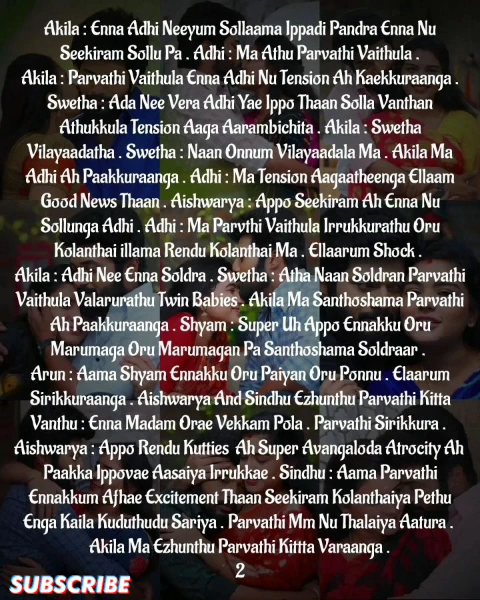 Akila : Enna Adhi Neeyum Sollaama Ippadi Pandra Enna Nu
Seekiram Sollu Pa . Adhi : Ma Athu Parvathi Vaithula .
Akila : Parvathi Vaithula Enna Adhi Nu Tension Ah Kaekkuraanga .
Swetha : Ada Nee Vera Adhi Yae Ippo Thaan Solla Vanthan
Athukkula Tension Aaga Aarambichita . Akila : Swetha
Vilayaadatha . Swetha : Naan Onnum Vilayaadala Ma . Akila Ma
Adhi Ah Paakkuraanga . Adhi : Ma Tension Aagaatheenga Ellaam
Good News Thaan . Aishwarya : Appo Seekiram Ah Enna Nu
Sollunga Adhi . Adhi : Ma Parvthi Vaithula Irrukkurathu Oru
Kolanthai illama Rendu Kolanthai Ma . Ellaarum Shock .
Akila : Adhi Nee Enna Soldra . Swetha : Atha Naan Soldran Parvathi
Vaithula Valarurathu Twin Babies . Akila Ma Santhoshama Parvathi
Ah Paakkuraanga . Shyam : Super Uh Appo Ennakku Oru
Marumaga Oru Marumagan Pa Santhoshama Soldraar .
Arun : Aama Shyam Ennakku Oru Paiyan Oru Ponnu . Elaarum
Sirikkuraanga . Aishwarya And Sindhu Ezhunthu Parvathi Kitta
Vanthu : Enna Madam Orae Vekkam Pola . Parvathi Sirikkura .
Aishwarya : Appo Rendu Kutties Ah Super Avangaloda Atrocity Ah
Paakka Ippovae Aasaiya Irrukkae . Sindhu : Aama Parvathi
Ennakkum Athae Excitement Thaan Seekiram Kolanthaiya Pethu
Enga Kaila Kuduthudu Sariya . Parvathi Mm Nu Thalaiya Aatura .
Akila Ma Ezhunthu Parvathi Kittta Varaanga .
2
SUBSCRIBE